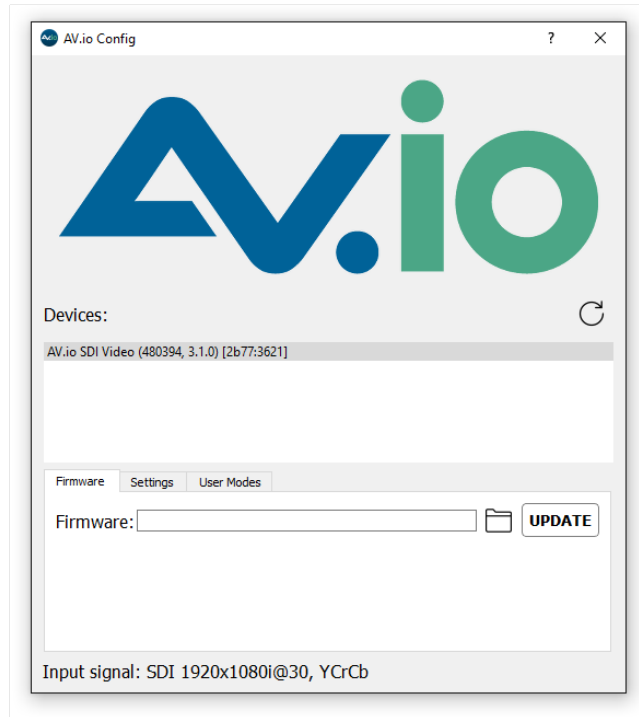 AV.io Config ? ×
AV.io
Devices:
AV.io SDI Video (480394, 3.1.0) [2b77:3621]
Firmware Settings User Modes
Firmware: UPDATE
Input signal: SDI 1920x1080i@30, YCrCb